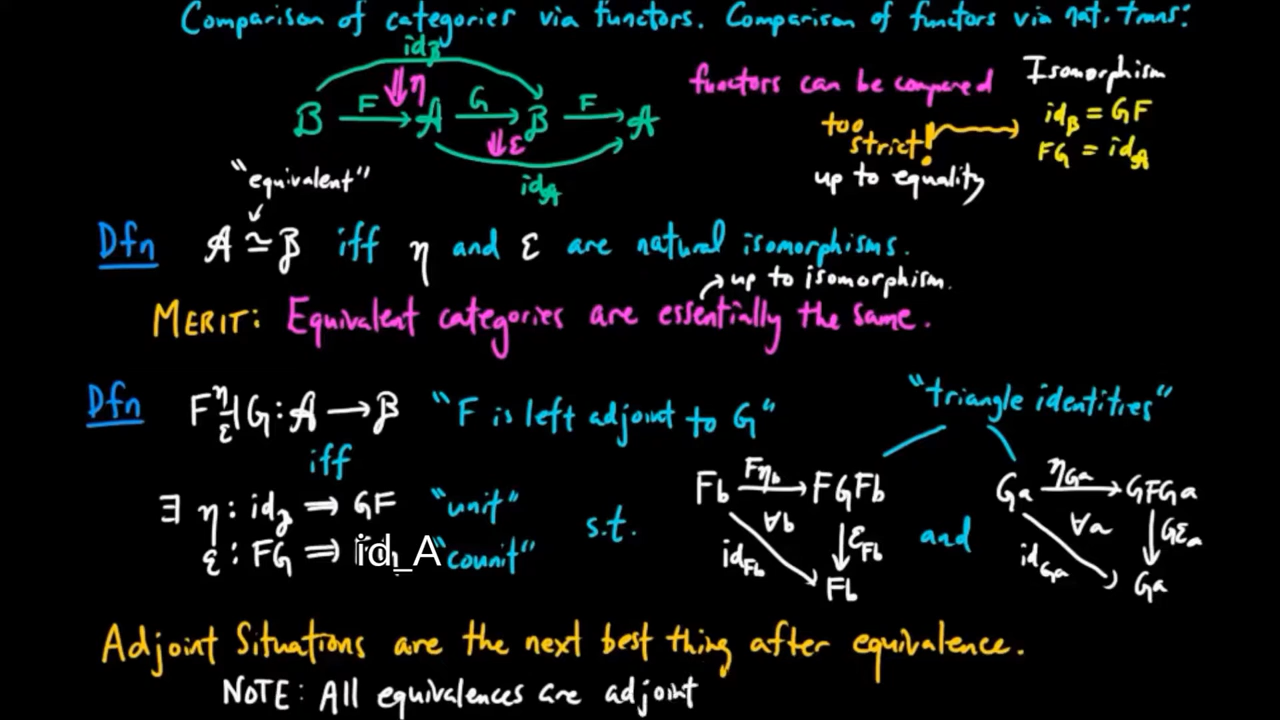 Comparison of categories via functors. Comparison of functors via nat. trans:
id_B
B F→ A G→ B F→ A
⇓η
⇓ε
id_A
functors can be compared
too strict!
up to equality
Isomorphism
id_B = GF
FG = id_A
"equivalent"
Dfn A ≃ B iff η and ε are natural isomorphisms.
up to isomorphism.
MERIT: Equivalent categories are essentially the same.
Dfn F η⊣ε G : A → B "F is left adjoint to G"
iff
∃ η : id_B ⇒ GF "unit"
ε : FG ⇒ id_A "counit"
s.t.
"triangle identities"
Fb Fη_b→ FGFb
∀b
ε_Fb
id_Fb
Fb
and
Ga η_Ga→ GFGa
∀a
Gε_a
id_Ga
Ga
Adjoint Situations are the next best thing after equivalence.
NOTE: All equivalences are adjoint